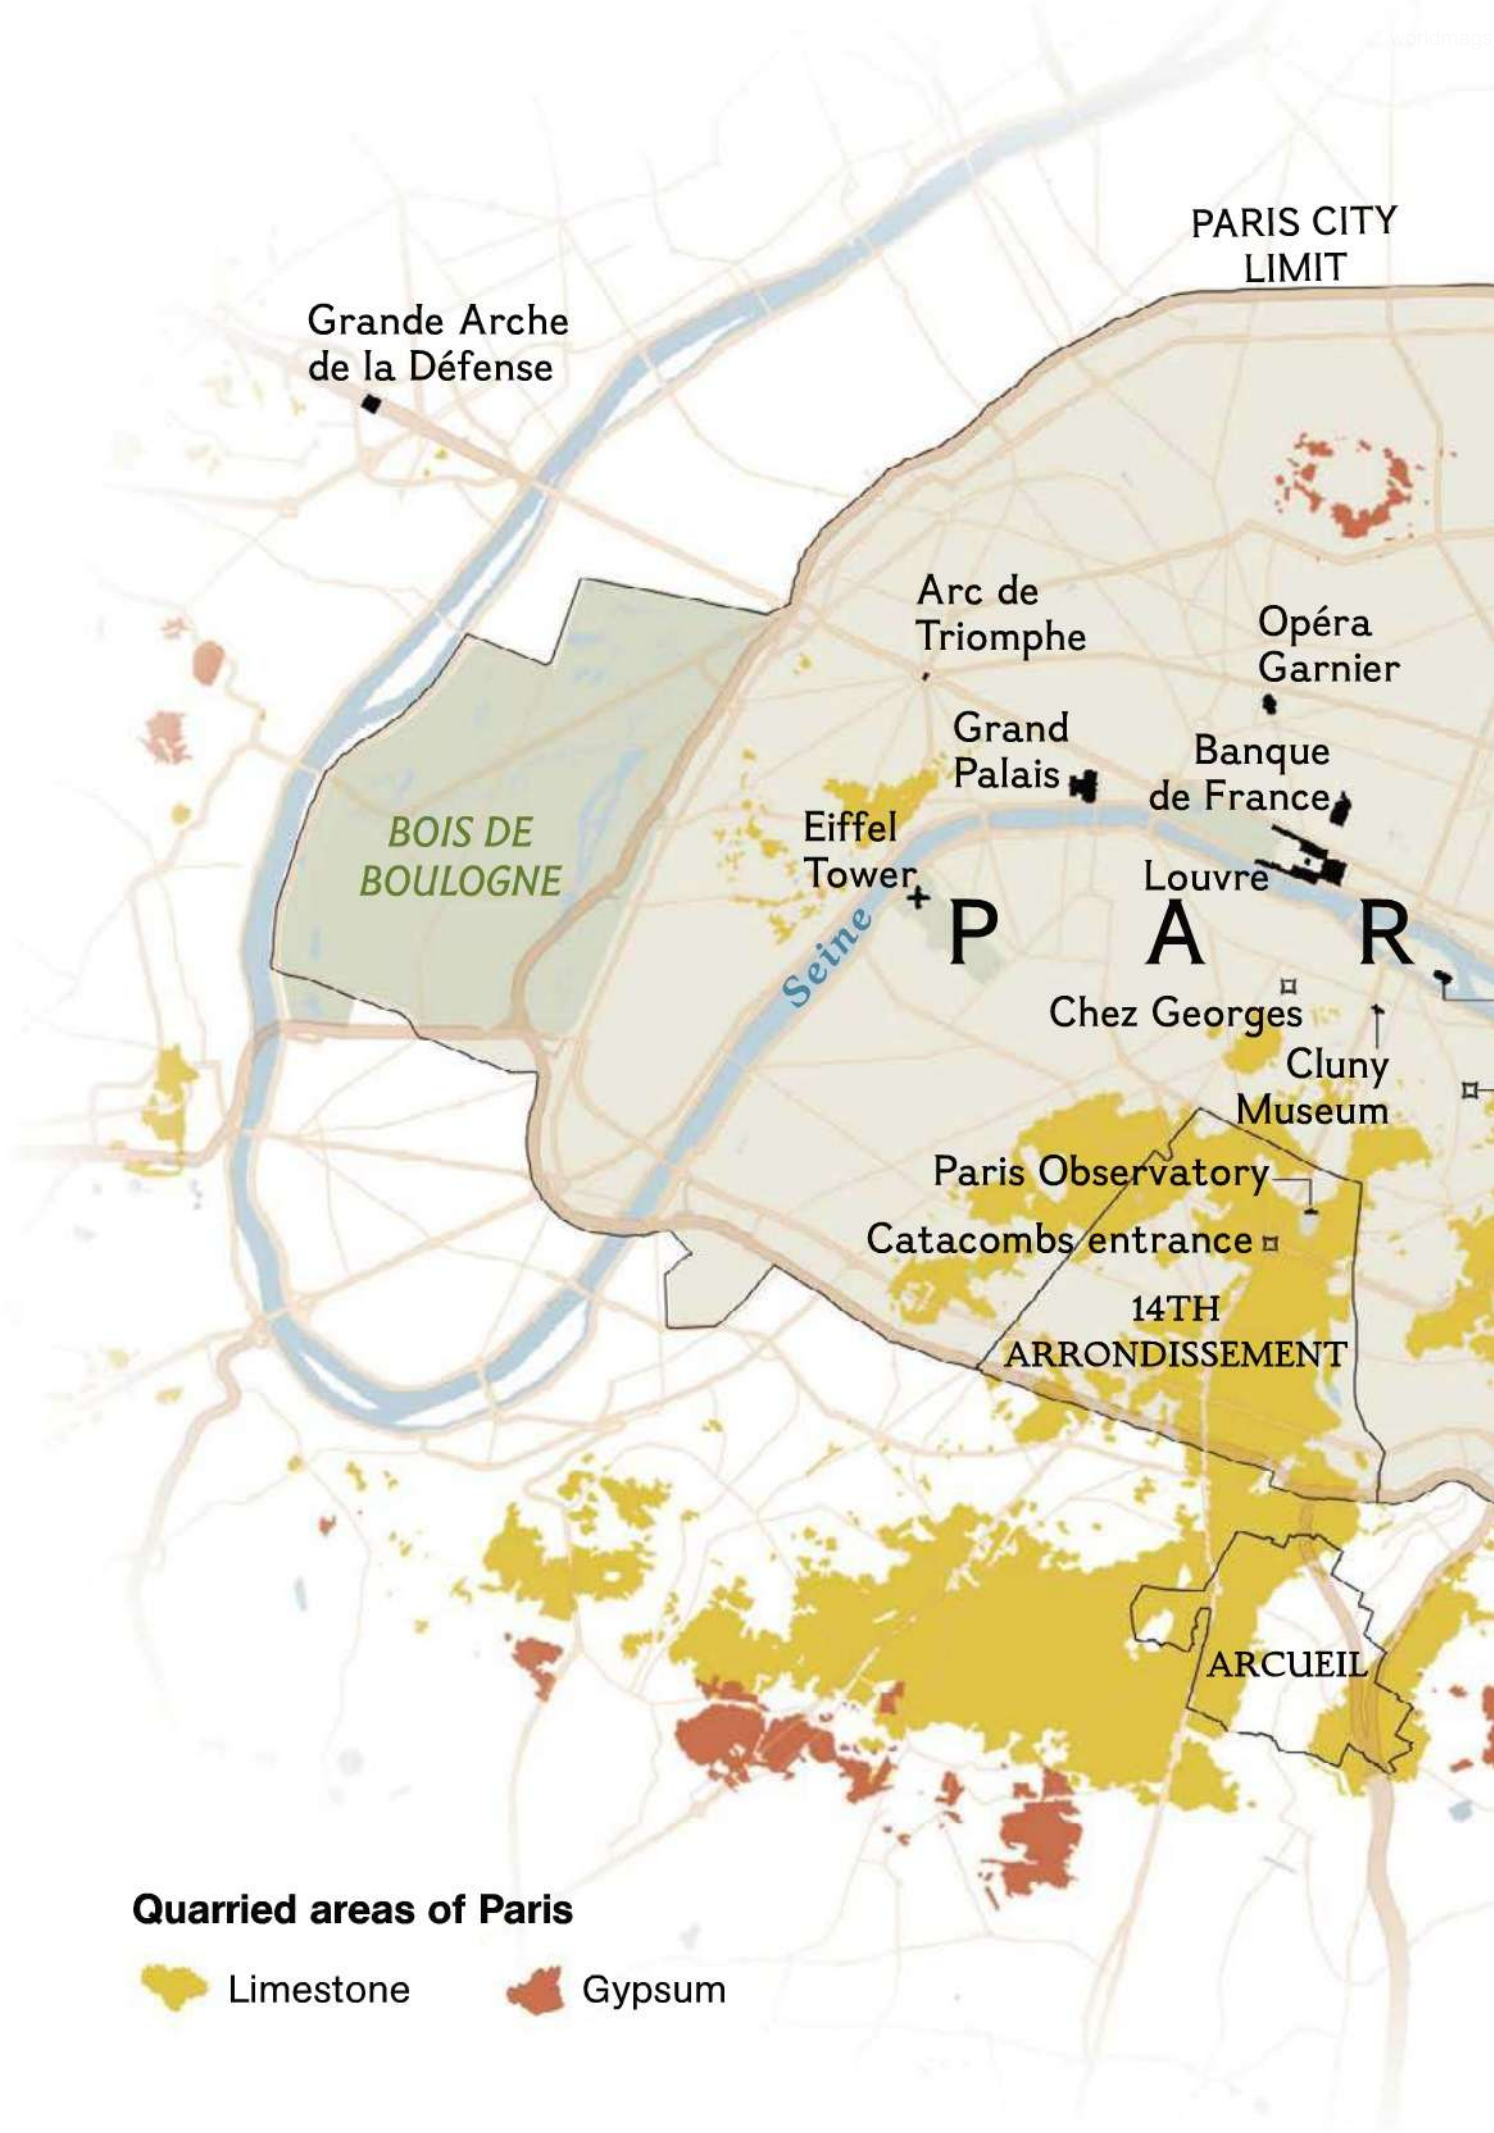 worldmags
PARIS CITY
LIMIT
Grande Arche
de la Défense
Arc de
Triomphe
Opéra
Garnier
Grand
Palais
Banque
de France
BOIS DE
BOULOGNE
Eiffel
Tower
Louvre
P A R
Seine
Chez Georges
Cluny
Museum
Paris Observatory
Catacombs entrance
14TH
ARRONDISSEMENT
ARCUEIL
Quarried areas of Paris
Limestone
Gypsum